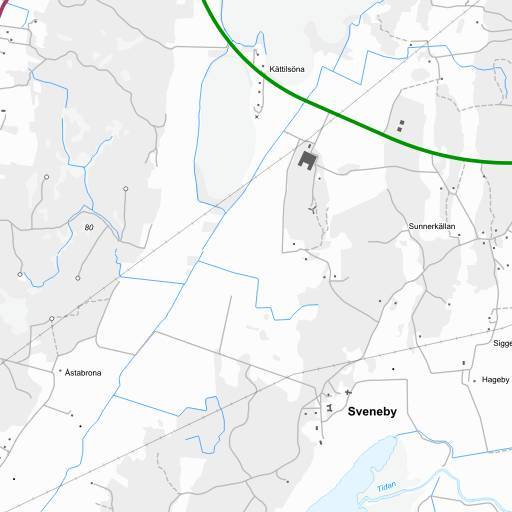 Kättilsöna
Sunnerkällan
80
Sigge
Åstabrona
Hageby
Sveneby
Tidan